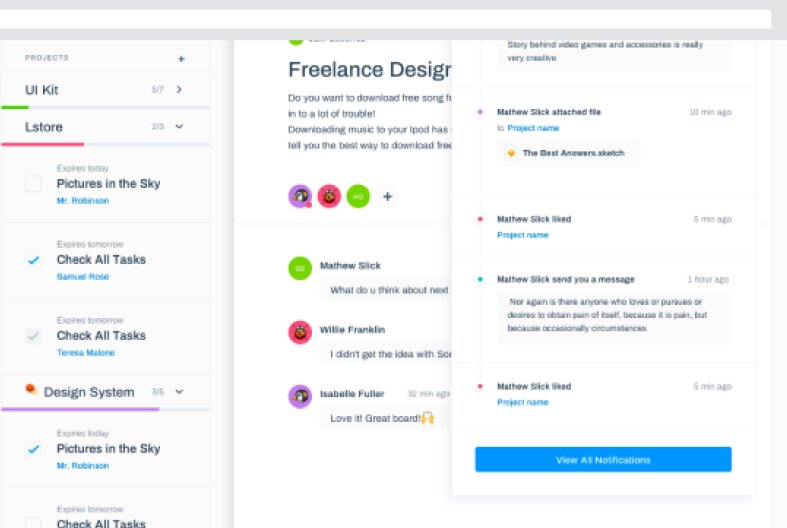 PROJECTS +
UI Kit 5/7
Lstore 2/3
Expires today
Pictures in the Sky
Mr. Robinson
Expires tomorrow
Check All Tasks
Samuel Rose
Expires tomorrow
Check All Tasks
Teresa Malone
Design System 3/5
Expires today
Pictures in the Sky
Mr. Robinson
Expires tomorrow
Check All Tasks
Freelance Design
Do you want to download free song f
in to a lot of trouble!
Downloading music to your Ipod has
tell you the best way to download free
AO +
OZ
Mathew Slick
What do u think about next
Willie Franklin
I didn't get the idea with Sor
Isabelle Fuller 32 min ago
Love it! Great board!🙌
Story behind video games and accessories is really
very creative
Mathew Slick attached file 10 min ago
to Project name
The Best Answers.sketch
Mathew Slick liked 5 min ago
Project name
Mathew Slick send you a message 1 hour ago
Nor again is there anyone who loves or pursues or
desires to obtain pain of itself, because it is pain, but
because occasionally circumstances
Mathew Slick liked 5 min ago
Project name
View All Notifications